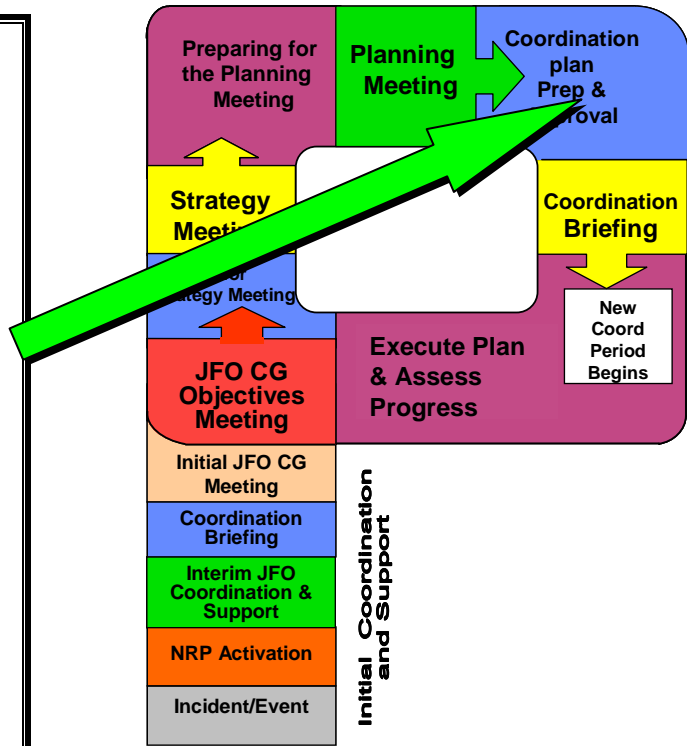 Preparing for
the Planning
Meeting
Planning
Meeting
Coordination
plan
Prep &
Strategy
Coordination
Briefing
Meeting
New
Coord
Period
Begins
Execute Plan
& Assess
Progress
JFO CG
Objectives
Meeting
Initial JFO CG
Meeting
Coordination
Briefing
Interim JFO
Coordination &
Support
NRP Activation
Incident/Event
Initial Coordination
and Support